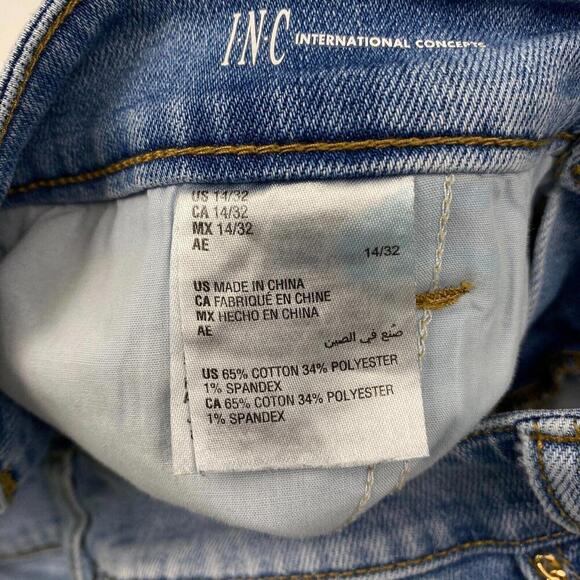 I·N·C INTERNATIONAL CONCEPTS
US 14/32
CA 14/32
MX 14/32
AE
14/32
US MADE IN CHINA
CA FABRIQUÉ EN CHINE
MX HECHO EN CHINA
AE
صُنع في الصين
US 65% COTTON 34% POLYESTER
1% SPANDEX
CA 65% COTON 34% POLYESTER
1% SPANDEX